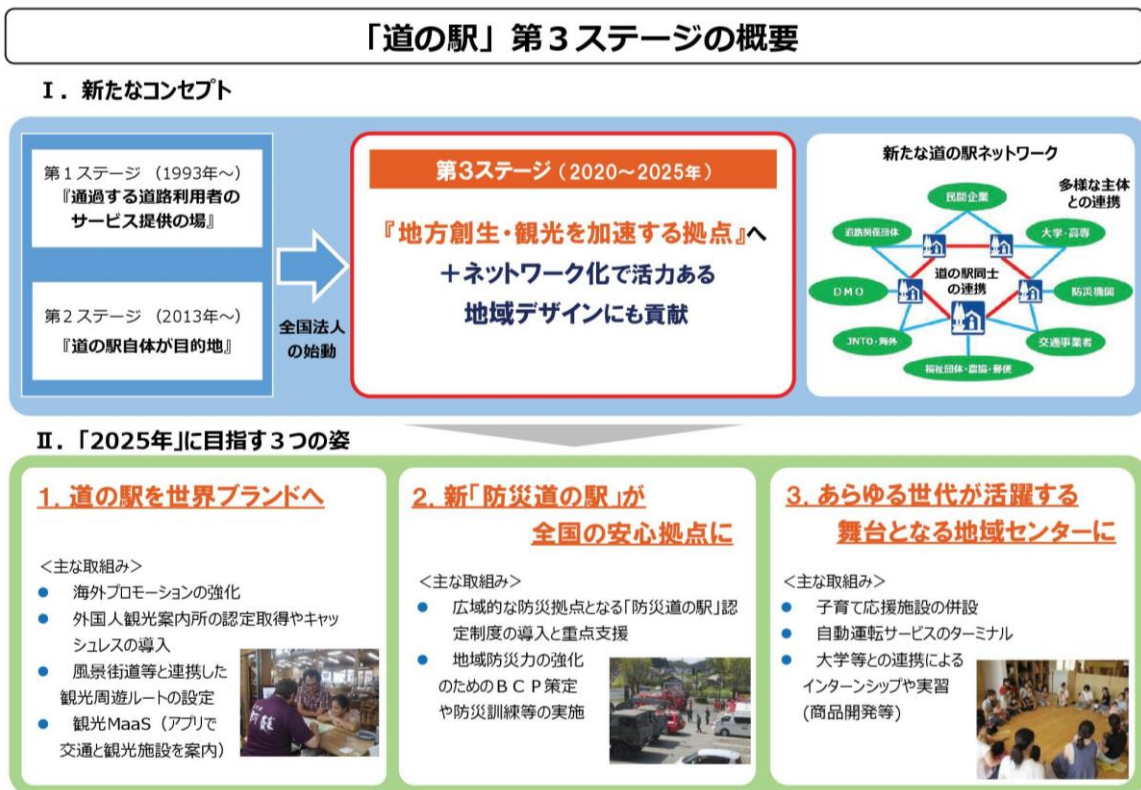 「道の駅」第３ステージの概要
Ⅰ．新たなコンセプト
第１ステージ （1993年～）
『通過する道路利用者の
サービス提供の場』
第２ステージ （2013年～）
『道の駅自体が目的地』
全国法人
の始動
第3ステージ（2020～2025年）
『地方創生・観光を加速する拠点』へ
＋ネットワーク化で活力ある
地域デザインにも貢献
新たな道の駅ネットワーク
多様な主体
との連携
民間企業
道路関係団体
大学・高専
道の駅同士
の連携
DMO
防災機関
JNTO・海外
交通事業者
福祉団体・農協・郵便
Ⅱ．「2025年」に目指す３つの姿
1. 道の駅を世界ブランドへ
＜主な取組み＞
● 海外プロモーションの強化
● 外国人観光案内所の認定取得やキャッ
シュレスの導入
● 風景街道等と連携した
観光周遊ルートの設定
● 観光MaaS（アプリで
交通と観光施設を案内）
2. 新「防災道の駅」が
全国の安心拠点に
＜主な取組み＞
● 広域的な防災拠点となる「防災道の駅」認
定制度の導入と重点支援
● 地域防災力の強化
のためのＢＣＰ策定
や防災訓練等の実施
3. あらゆる世代が活躍する
舞台となる地域センターに
＜主な取組み＞
● 子育て応援施設の併設
● 自動運転サービスのターミナル
● 大学等との連携による
インターンシップや実習
(商品開発等)